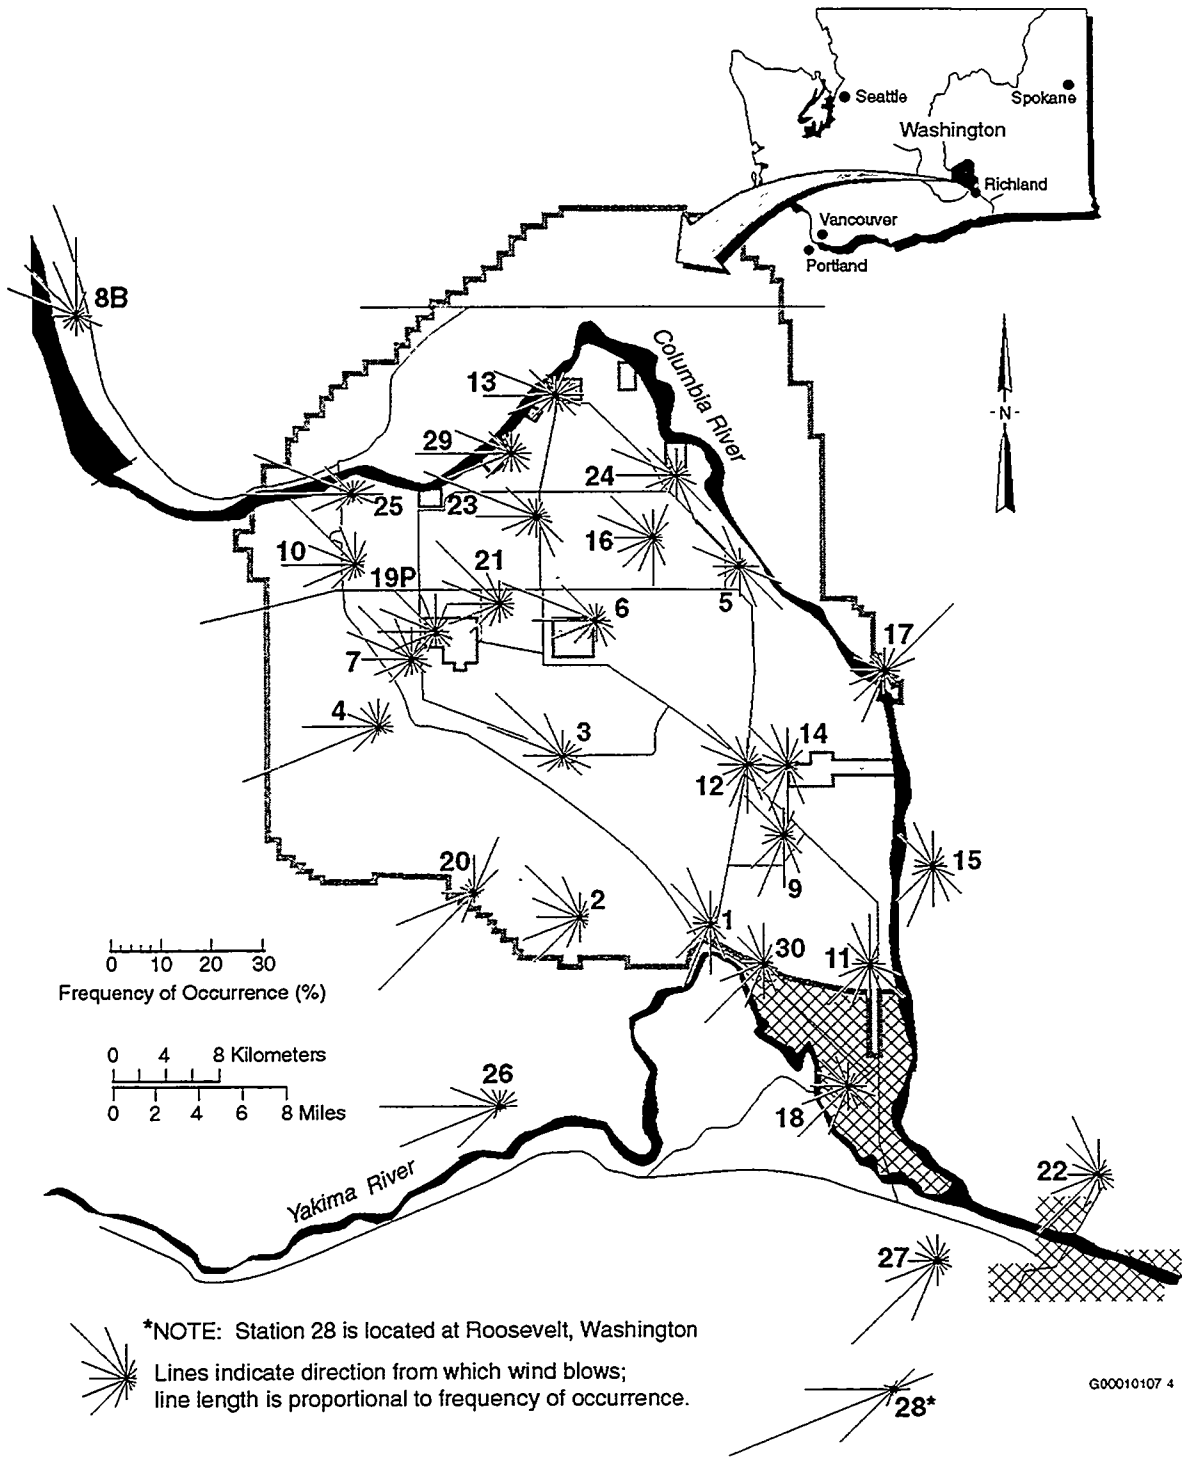 Seattle
Spokane
Washington
Richland
Vancouver
Portland
8B
-N-
Columbia River
13
29
24
25
23
16
10
21
19P
6
5
17
7
4
3
14
12
15
20
9
2
1
30
11
0 10 20 30
Frequency of Occurrence (%)
0 4 8 Kilometers
0 2 4 6 8 Miles
26
18
22
Yakima River
27
*NOTE: Station 28 is located at Roosevelt, Washington
Lines indicate direction from which wind blows;
line length is proportional to frequency of occurrence.
28*
G00010107 4